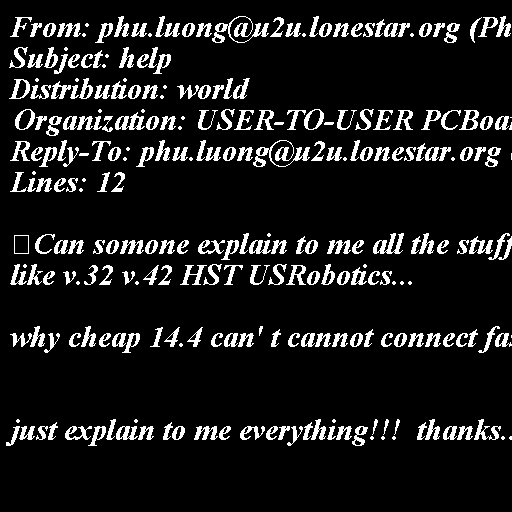 From: phu.luong@u2u.lonestar.org (Ph
Subject: help
Distribution: world
Organization: USER-TO-USER PCBoa
Reply-To: phu.luong@u2u.lonestar.org
Lines: 12
Can somone explain to me all the stuff
like v.32 v.42 HST USRobotics...
why cheap 14.4 can' t cannot connect fas
just explain to me everything!!! thanks..